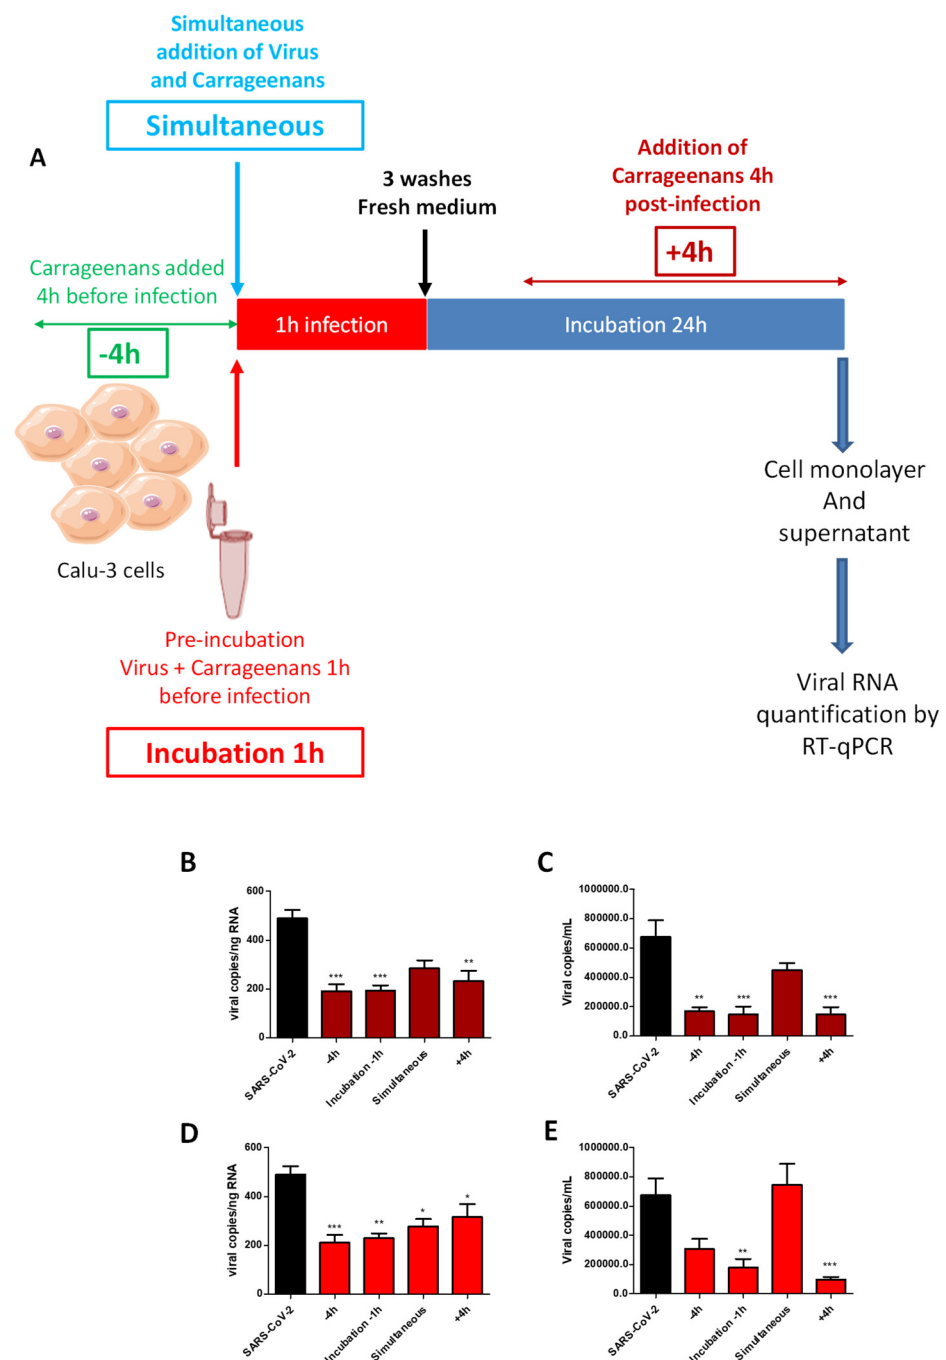 Simultaneous
addition of Virus
and Carrageenans
Simultaneous
A
3 washes
Fresh medium
Addition of
Carrageenans 4h
post-infection
+4h
Carrageenans added
4h before infection
-4h
1h infection
Incubation 24h
Calu-3 cells
Cell monolayer
And
supernatant
Pre-incubation
Virus + Carrageenans 1h
before infection
Incubation 1h
Viral RNA
quantification by
RT-qPCR
B
viral copies/ng RNA
600
400
200
0
***
***
**
SARS-CoV-2
-4h
Incubation -1h
Simultaneous
+4h
C
Viral copies/mL
1000000.0
800000.0
600000.0
400000.0
200000.0
0.0
**
***
***
SARS-CoV-2
-4h
Incubation -1h
Simultaneous
+4h
D
viral copies/ng RNA
600
400
200
0
***
**
*
*
SARS-CoV-2
-4h
Incubation -1h
Simultaneous
+4h
E
Viral copies/mL
1000000.0
800000.0
600000.0
400000.0
200000.0
0.0
**
***
SARS-CoV-2
-4h
Incubation -1h
Simultaneous
+4h